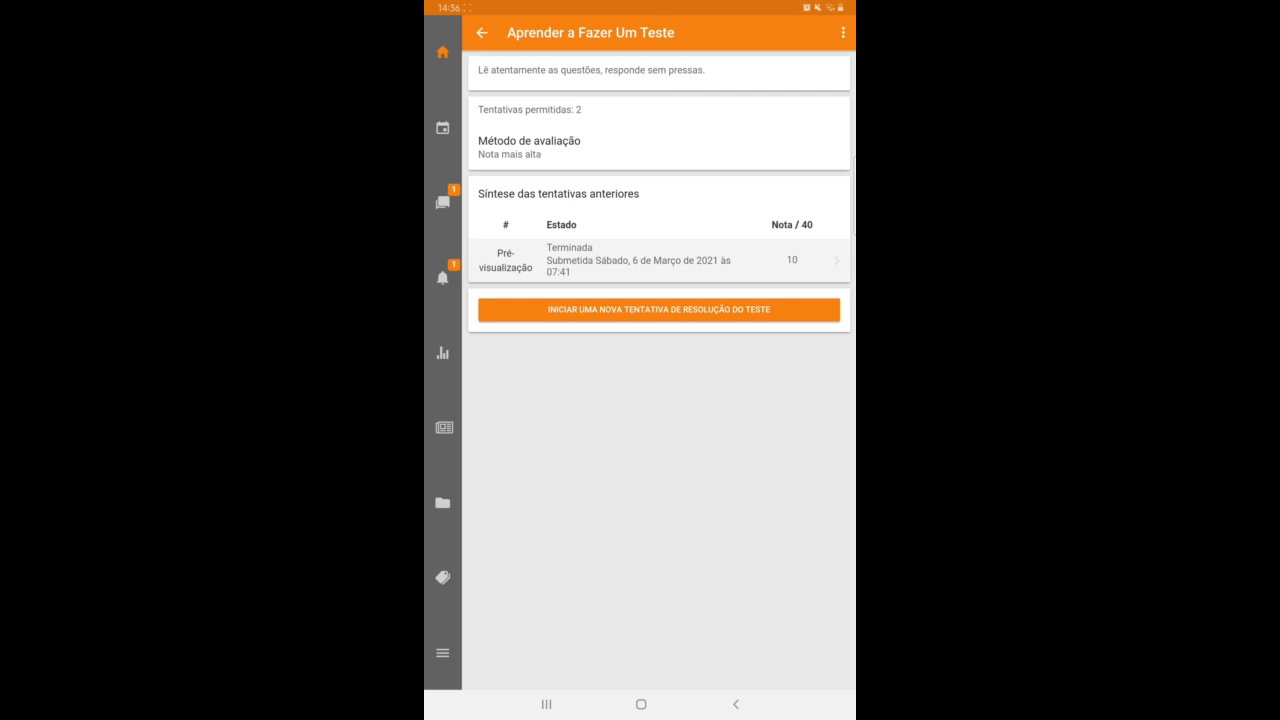 14:36
Aprender a Fazer Um Teste
Lê atentamente as questões, responde sem pressas.
Tentativas permitidas: 2
Método de avaliação
Nota mais alta
1
Síntese das tentativas anteriores
# Estado Nota / 40
Pré-visualização
Terminada
Submetida Sábado, 6 de Março de 2021 às
07:41
10
1
INICIAR UMA NOVA TENTATIVA DE RESOLUÇÃO DO TESTE